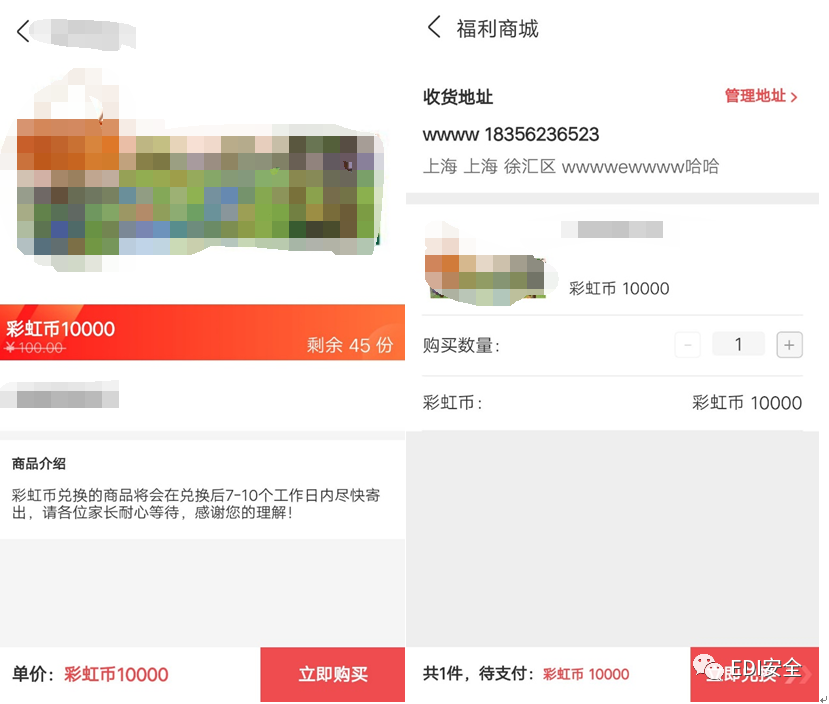 彩虹币10000
¥100.00
剩余 45 份
商品介绍
彩虹币兑换的商品将会在兑换后7-10个工作日内尽快寄
出，请各位家长耐心等待，感谢您的理解！
单价：彩虹币10000
立即购买
福利商城
收货地址
管理地址
wwww 18356236523
上海 上海 徐汇区 wwwwewwww哈哈
彩虹币 10000
购买数量：
- 1 +
彩虹币：
彩虹币 10000
共1件，待支付：彩虹币 10000
立即兑换
EDI安全